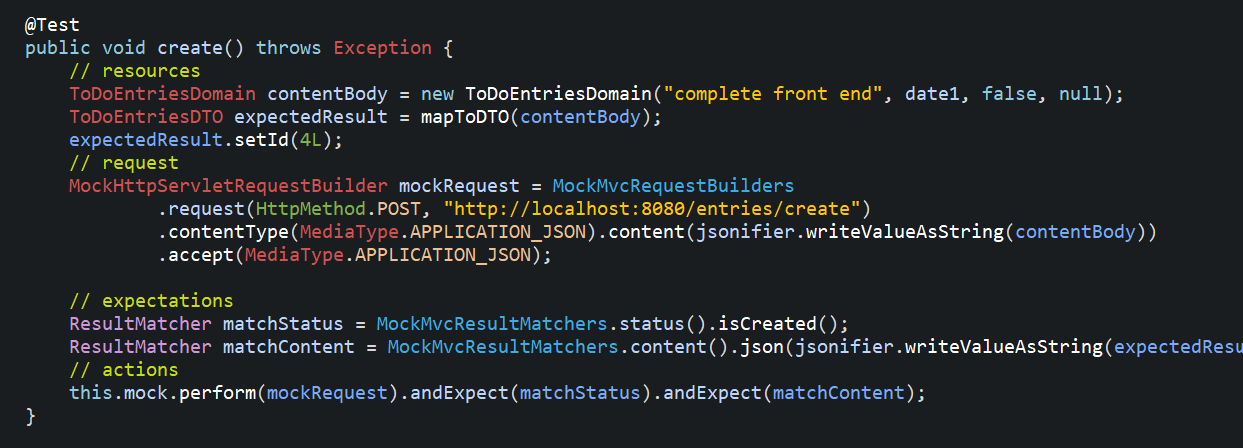 @Test
public void create() throws Exception {
    // resources
    ToDoEntriesDomain contentBody = new ToDoEntriesDomain("complete front end", date1, false, null);
    ToDoEntriesDTO expectedResult = mapToDTO(contentBody);
    expectedResult.setId(4L);
    // request
    MockHttpServletRequestBuilder mockRequest = MockMvcRequestBuilders
            .request(HttpMethod.POST, "http://localhost:8080/entries/create")
            .contentType(MediaType.APPLICATION_JSON).content(jsonifier.writeValueAsString(contentBody))
            .accept(MediaType.APPLICATION_JSON);
    // expectations
    ResultMatcher matchStatus = MockMvcResultMatchers.status().isCreated();
    ResultMatcher matchContent = MockMvcResultMatchers.content().json(jsonifier.writeValueAsString(expectedResu
    // actions
    this.mock.perform(mockRequest).andExpect(matchStatus).andExpect(matchContent);
}